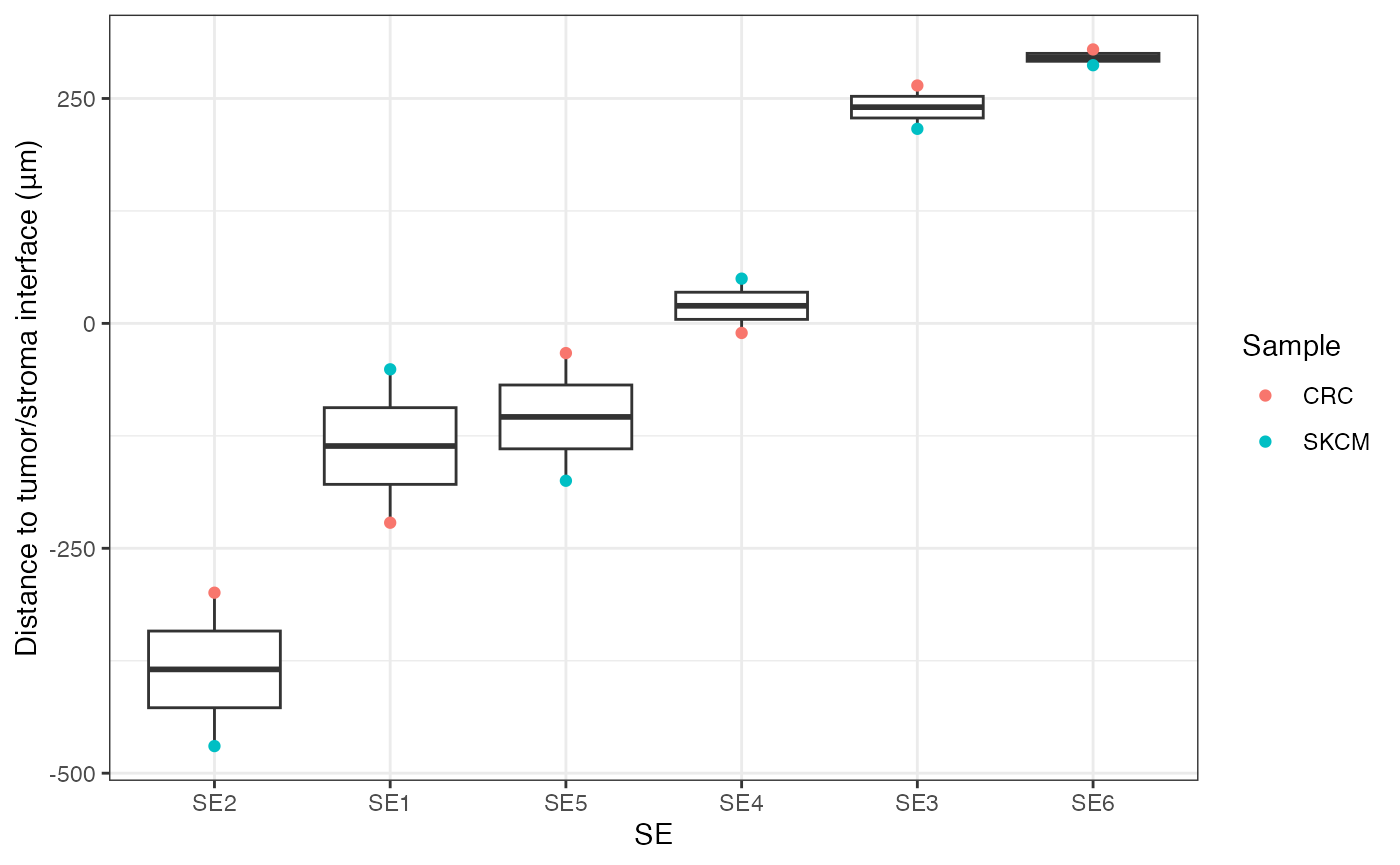 Distance to tumor/stroma interface (µm)
250
0
-250
-500
SE2 SE1 SE5 SE4 SE3 SE6
SE
Sample
CRC
SKCM